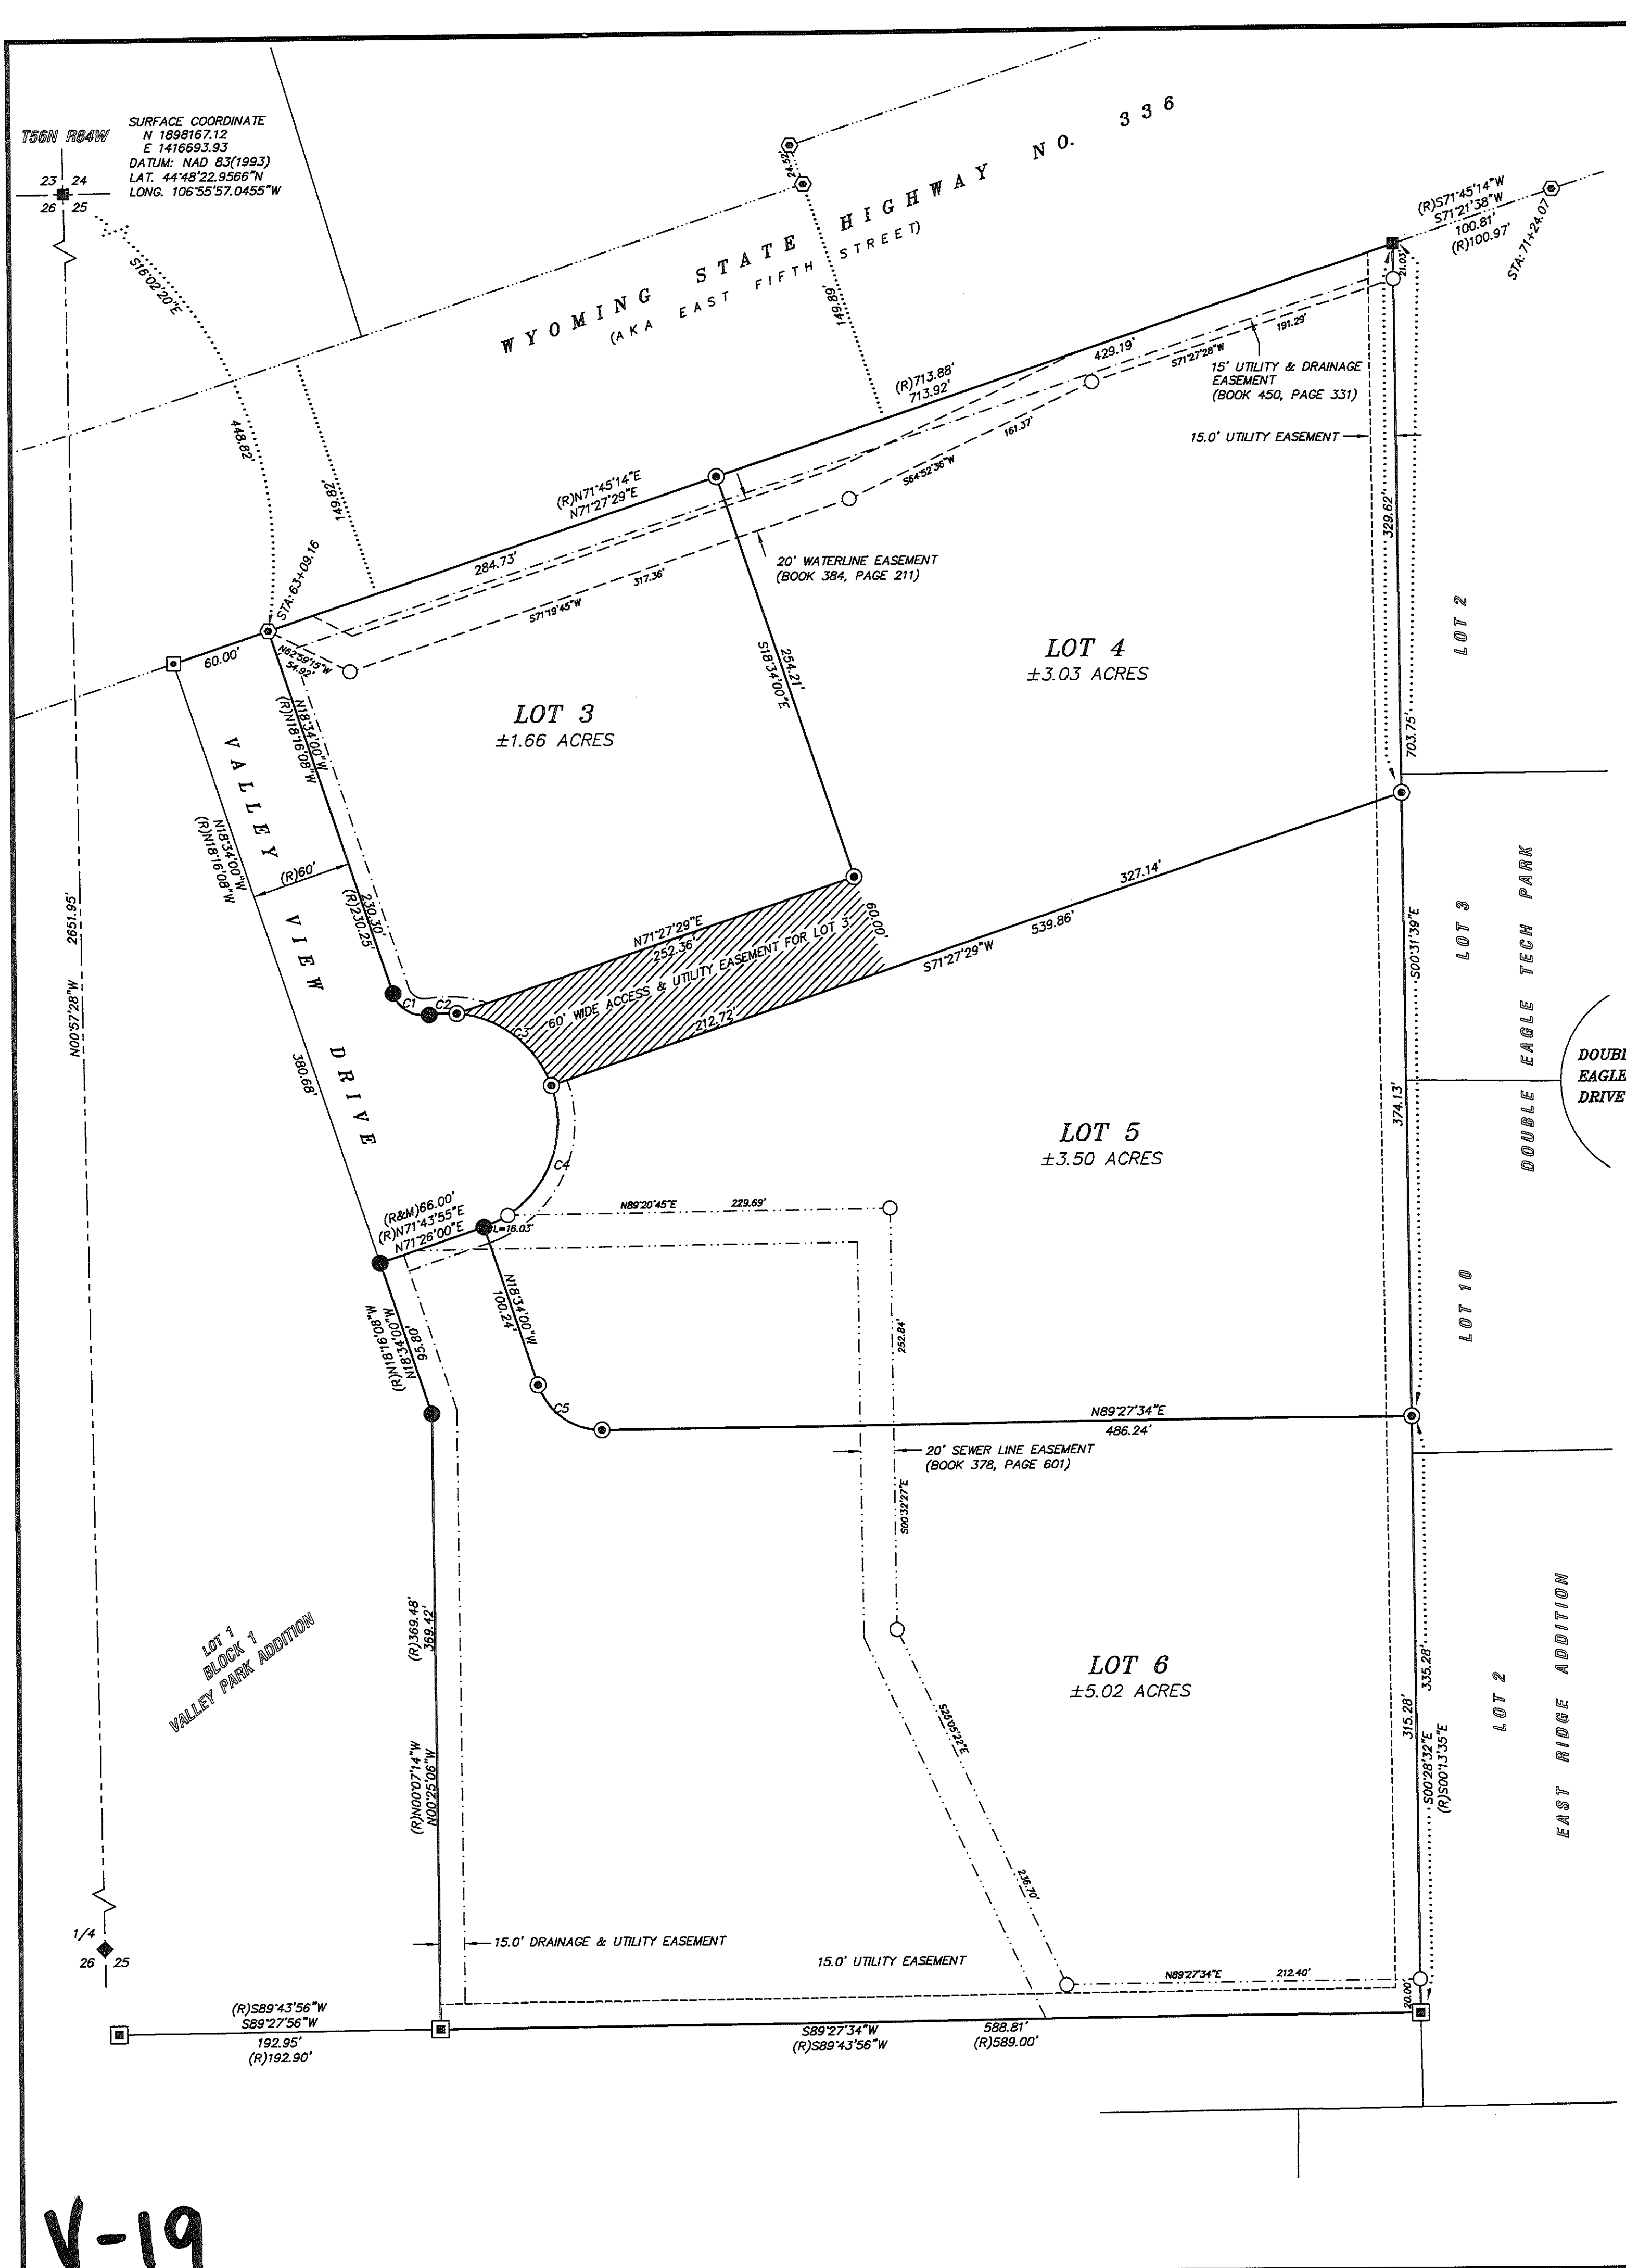 T56N R84W
23 24
26 25
SURFACE COORDINATE
N 1898167.12
E 1416693.93
DATUM: NAD 83(1993)
LAT. 44°48'22.9566"N
LONG. 106°55'57.0455"W
S16°02'20"E
448.82'
24.52'
WYOMING STATE HIGHWAY NO. 336
(AKA EAST FIFTH STREET)
149.89'
149.82'
(R)S71°45'14"W
S71°21'38"W
100.81'
(R)100.97'
STA: 71+24.07
21.03'
(R)713.88'
713.92'
429.19'
S71°27'28"W
191.29'
15' UTILITY & DRAINAGE
EASEMENT
(BOOK 450, PAGE 331)
15.0' UTILITY EASEMENT
(R)N71°45'14"E
N71°27'29"E
284.73'
S64°52'36"W
161.37'
20' WATERLINE EASEMENT
(BOOK 384, PAGE 211)
S71°19'45"W
317.36'
STA: 63+09.16
60.00'
N62°59'15"W
54.92'
N18°34'00"W
(R)N18°16'08"W
230.30'
(R)230.25'
LOT 3
±1.66 ACRES
254.21'
S18°34'00"E
LOT 4
±3.03 ACRES
329.62'
703.75'
LOT 2
VALLEY VIEW DRIVE
N18°34'00"W
(R)N18°16'08"W
(R)60'
380.68'
N00°57'28"W 2651.95'
C1
C2
C3
C4
N71°27'29"E
252.36'
60' WIDE ACCESS & UTILITY EASEMENT FOR LOT 3
60.00'
212.72'
327.14'
539.86'
S71°27'29"W
S00°31'39"E
374.13'
LOT 3
DOUBLE EAGLE TECH PARK
DOUBL
EAGLE
DRIVE
LOT 5
±3.50 ACRES
(R&M)66.00'
(R)N71°43'55"E
N71°26'00"E
L=16.03'
N89°20'45"E 229.69'
252.84'
S00°32'27"E
N18°34'00"W
100.24'
95.80'
N18°34'00"W
(R)N18°16'08"W
C5
N89°27'34"E
486.24'
LOT 10
20' SEWER LINE EASEMENT
(BOOK 378, PAGE 601)
(R)369.48'
369.42'
(R)N00°07'14"W
N00°25'06"W
LOT 1
BLOCK 1
VALLEY PARK ADDITION
LOT 6
±5.02 ACRES
S25°05'22"E
236.70'
315.28'
335.28'
S00°28'32"E
(R)S00°13'35"E
LOT 2
EAST RIDGE ADDITION
1/4
26 25
15.0' DRAINAGE & UTILITY EASEMENT
15.0' UTILITY EASEMENT
N89°27'34"E 212.40'
20.00'
(R)S89°43'56"W
S89°27'56"W
192.95'
(R)192.90'
S89°27'34"W 588.81'
(R)S89°43'56"W (R)589.00'
V-19